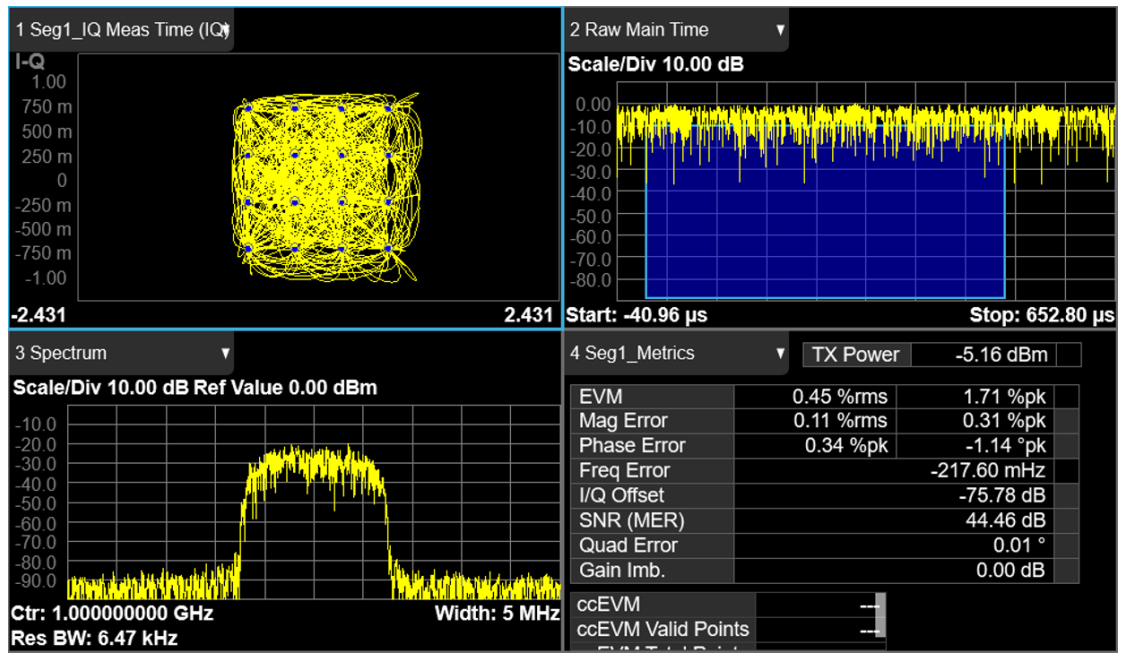 1 Seg1_IQ Meas Time (IQ)
I-Q
1.00
750 m
500 m
250 m
0
-250 m
-500 m
-750 m
-1.00
-2.431 2.431
2 Raw Main Time
Scale/Div 10.00 dB
0.00
-10.0
-20.0
-30.0
-40.0
-50.0
-60.0
-70.0
-80.0
Start: -40.96 µs Stop: 652.80 µs
3 Spectrum
Scale/Div 10.00 dB Ref Value 0.00 dBm
-10.0
-20.0
-30.0
-40.0
-50.0
-60.0
-70.0
-80.0
-90.0
Ctr: 1.000000000 GHz Width: 5 MHz
Res BW: 6.47 kHz
4 Seg1_Metrics TX Power -5.16 dBm
EVM 0.45 %rms 1.71 %pk
Mag Error 0.11 %rms 0.31 %pk
Phase Error 0.34 %pk -1.14 °pk
Freq Error -217.60 mHz
I/Q Offset -75.78 dB
SNR (MER) 44.46 dB
Quad Error 0.01 °
Gain Imb. 0.00 dB
ccEVM ---
ccEVM Valid Points ---